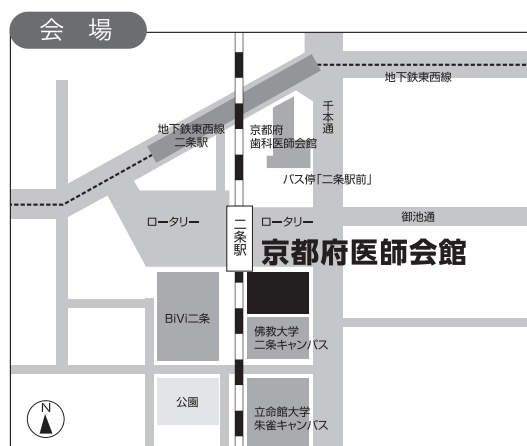 会 場
地下鉄東西線
千本通
地下鉄東西線
二条駅
京都府
歯科医師会館
バス停「二条駅前」
ロータリー
二条駅
ロータリー
御池通
京都府医師会館
BiVi二条
佛教大学
二条キャンパス
公園
立命館大学
朱雀キャンパス
N